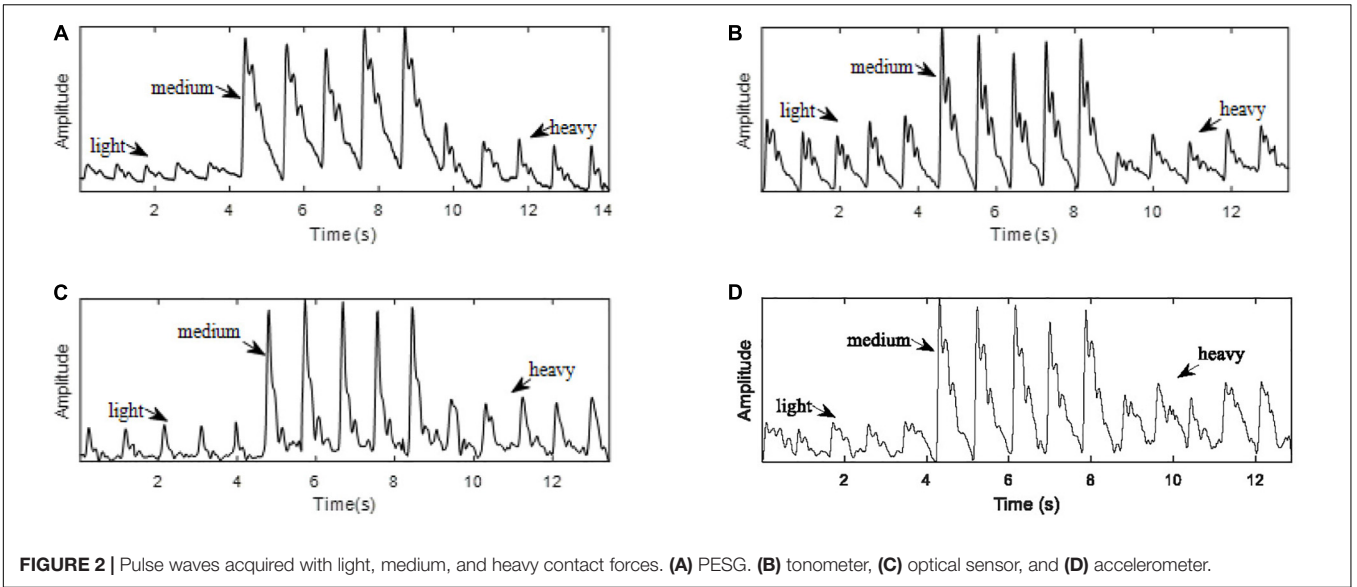 A
Amplitude
light
medium
heavy
2 4 6 8 10 12 14
Time (s)
B
Amplitude
light
medium
heavy
2 4 6 8 10 12
Time (s)
C
Amplitude
light
medium
heavy
2 4 6 8 10 12
Time(s)
D
Amplitude
light
medium
heavy
2 4 6 8 10 12
Time (s)
FIGURE 2 | Pulse waves acquired with light, medium, and heavy contact forces. (A) PESG. (B) tonometer, (C) optical sensor, and (D) accelerometer.